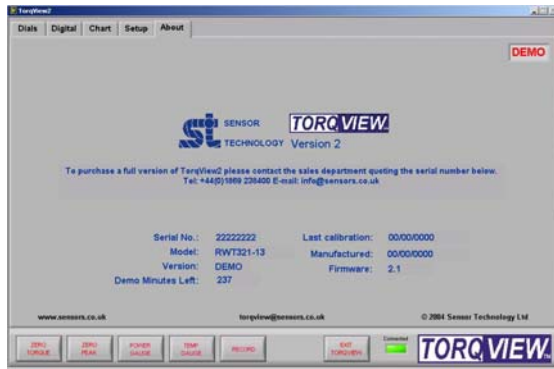 TorqView2
Dials Digital Chart Setup About
DEMO
st SENSOR TECHNOLOGY
TORQVIEW
Version 2
To purchase a full version of TorqView2 please contact the sales department quoting the serial number below.
Tel: +44(0)1869 238400 E-mail: info@sensors.co.uk
Serial No.: 22222222 Last calibration: 00/00/0000
Model: RWT321-13 Manufactured: 00/00/0000
Version: DEMO Firmware: 2.1
Demo Minutes Left: 237
www.sensors.co.uk torqview@sensors.co.uk © 2004 Sensor Technology Ltd
ZERO TORQUE
ZERO PEAK
POWER GAUGE
TEMP GAUGE
RECORD
EXIT TORQVIEW
Connected
TORQVIEW